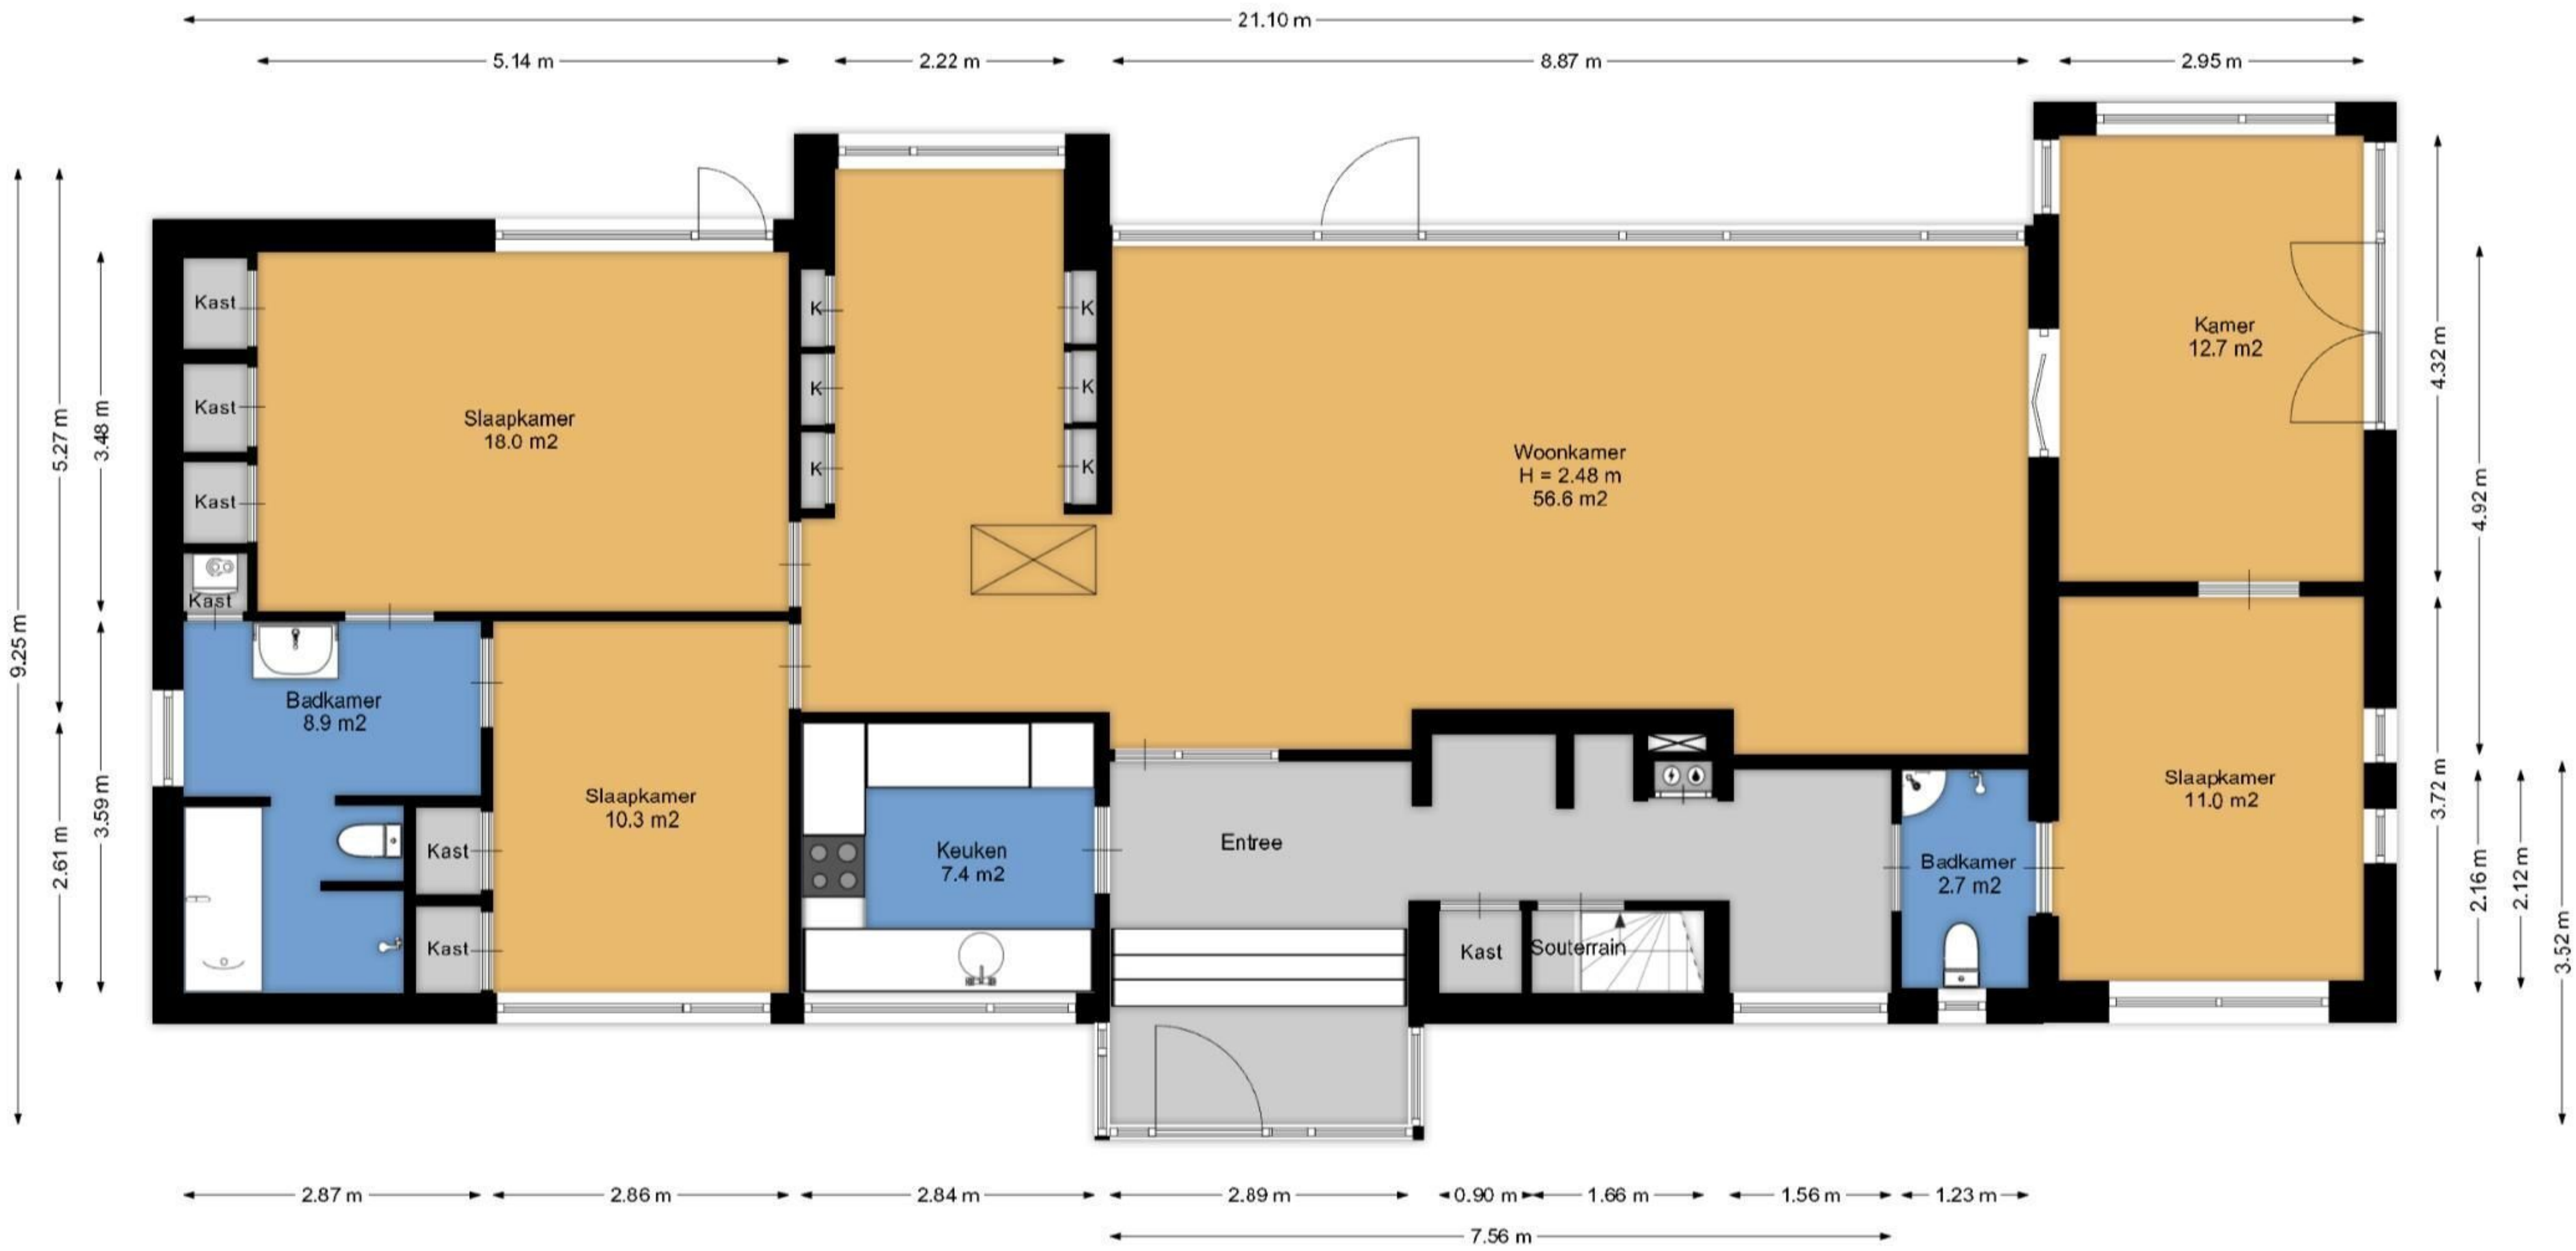 21.10 m
5.14 m
2.22 m
8.87 m
2.95 m
Kast
Kast
Kast
Kast
Slaapkamer
18.0 m2
K
K
K
K
K
K
Woonkamer
H = 2.48 m
56.6 m2
Kamer
12.7 m2
9.25 m
5.27 m
3.48 m
2.61 m
3.59 m
4.32 m
4.92 m
3.72 m
2.16 m
2.12 m
3.52 m
Badkamer
8.9 m2
Kast
Kast
Slaapkamer
10.3 m2
Keuken
7.4 m2
Entree
Kast
Souterrain
Badkamer
2.7 m2
Slaapkamer
11.0 m2
2.87 m
2.86 m
2.84 m
2.89 m
0.90 m
1.66 m
1.56 m
1.23 m
7.56 m